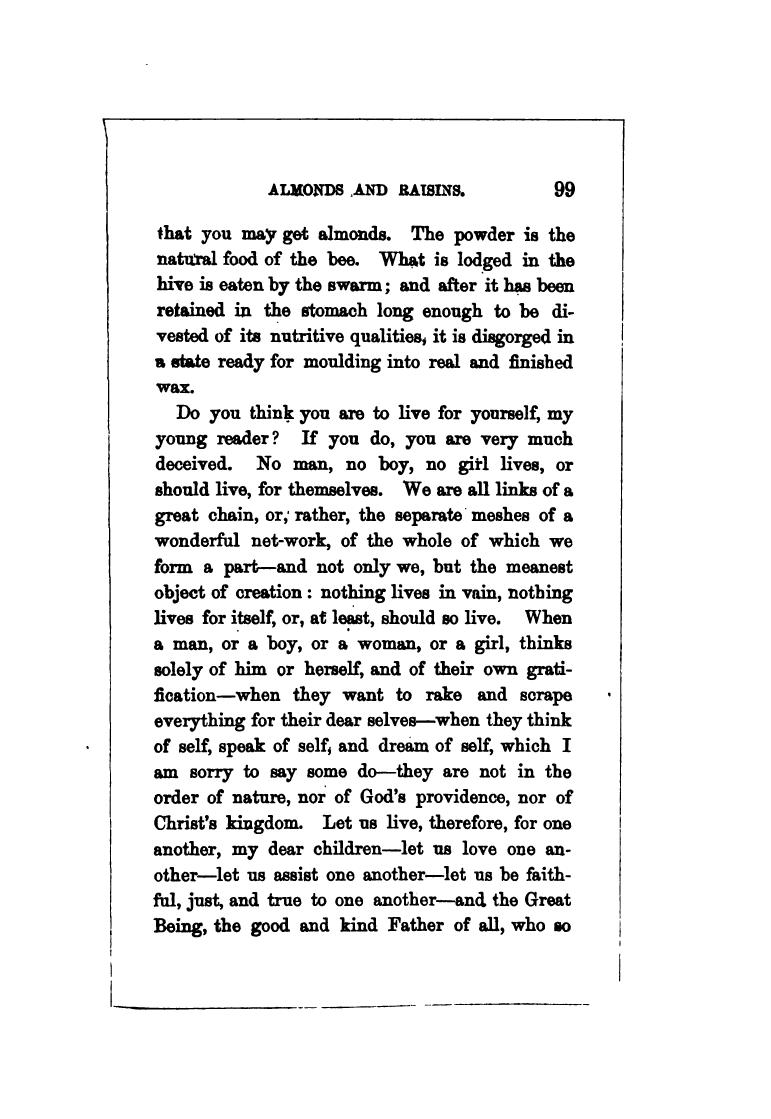 ALMONDS AND RAISINS. 99
that you may get almonds. The powder is the
natural food of the bee. What is lodged in the
hive is eaten by the swarm; and after it has been
retained in the stomach long enough to be di-
vested of its nutritive qualities, it is disgorged in
a state ready for moulding into real and finished
wax.
Do you think you are to live for yourself, my
young reader? If you do, you are very much
deceived. No man, no boy, no girl lives, or
should live, for themselves. We are all links of a
great chain, or, rather, the separate meshes of a
wonderful net-work, of the whole of which we
form a part—and not only we, but the meanest
object of creation: nothing lives in vain, nothing
lives for itself, or, at least, should so live. When
a man, or a boy, or a woman, or a girl, thinks
solely of him or herself, and of their own grati-
fication—when they want to rake and scrape
everything for their dear selves—when they think
of self, speak of self, and dream of self, which I
am sorry to say some do—they are not in the
order of nature, nor of God's providence, nor of
Christ's kingdom. Let us live, therefore, for one
another, my dear children—let us love one an-
other—let us assist one another—let us be faith-
ful, just, and true to one another—and the Great
Being, the good and kind Father of all, who so